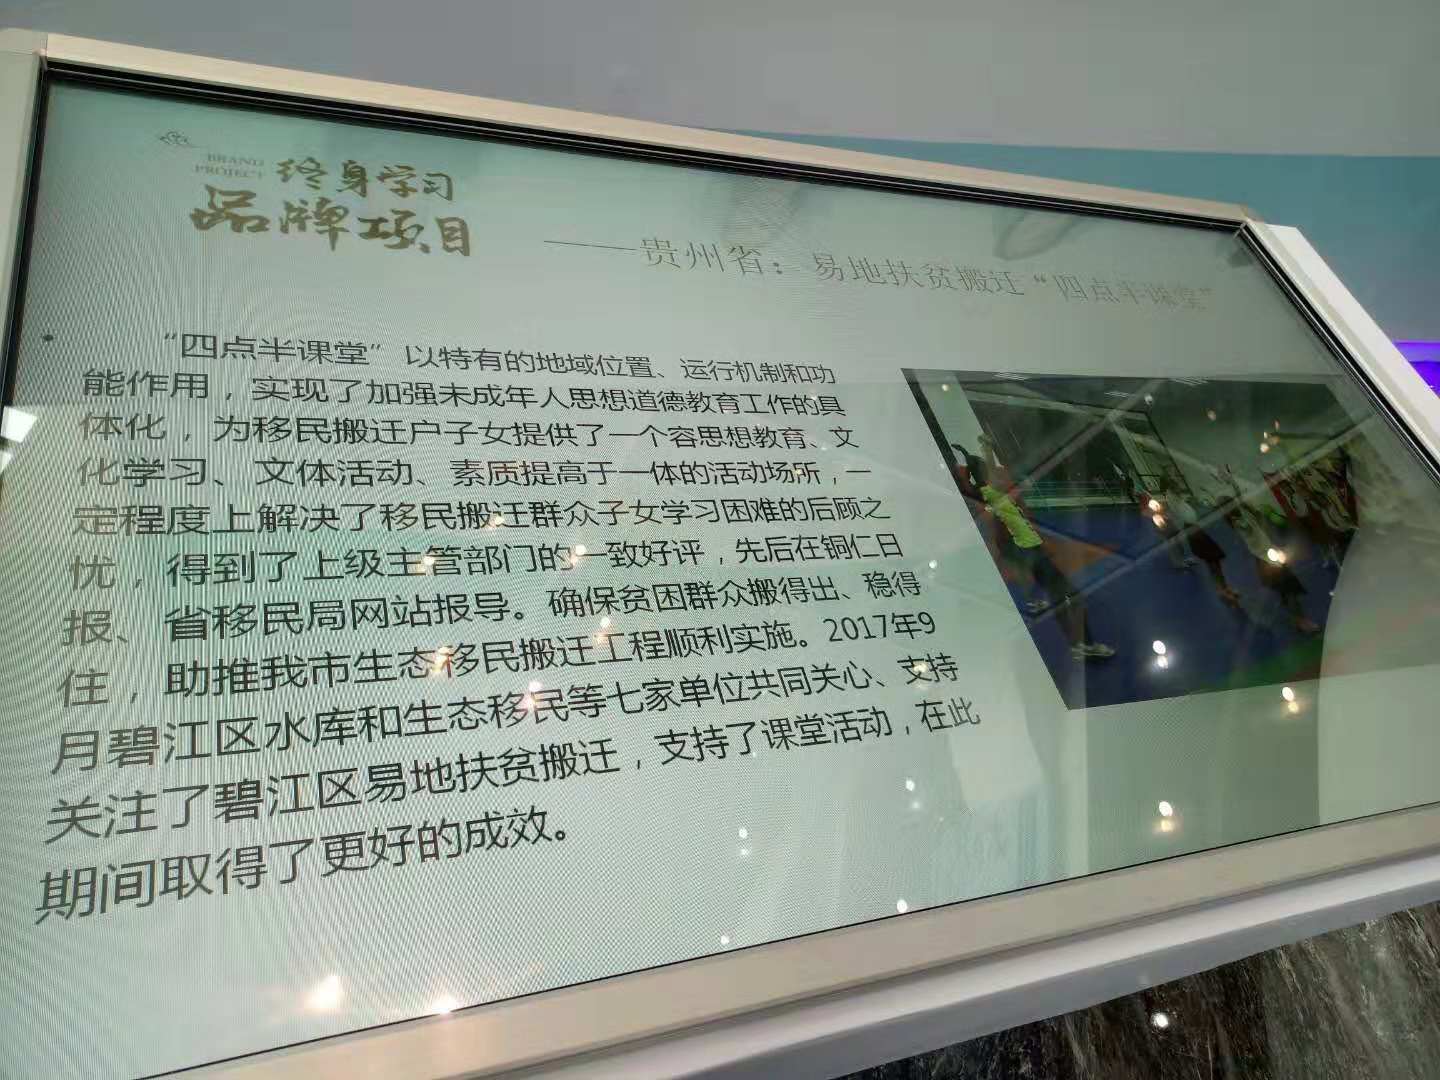 BRAND
PROJECT
终身学习
品牌项目
——贵州省：易地扶贫搬迁“四点半课堂”
• “四点半课堂”以特有的地域位置、运行机制和功
能作用，实现了加强未成年人思想道德教育工作的具
体化，为移民搬迁户子女提供了一个容思想教育、文
化学习、文体活动、素质提高于一体的活动场所，一
定程度上解决了移民搬迁群众子女学习困难的后顾之
忧，得到了上级主管部门的一致好评，先后在铜仁日
报、省移民局网站报导。确保贫困群众搬得出、稳得
住，助推我市生态移民搬迁工程顺利实施。2017年9
月碧江区水库和生态移民等七家单位共同关心、支持
关注了碧江区易地扶贫搬迁，支持了课堂活动，在此
期间取得了更好的成效。